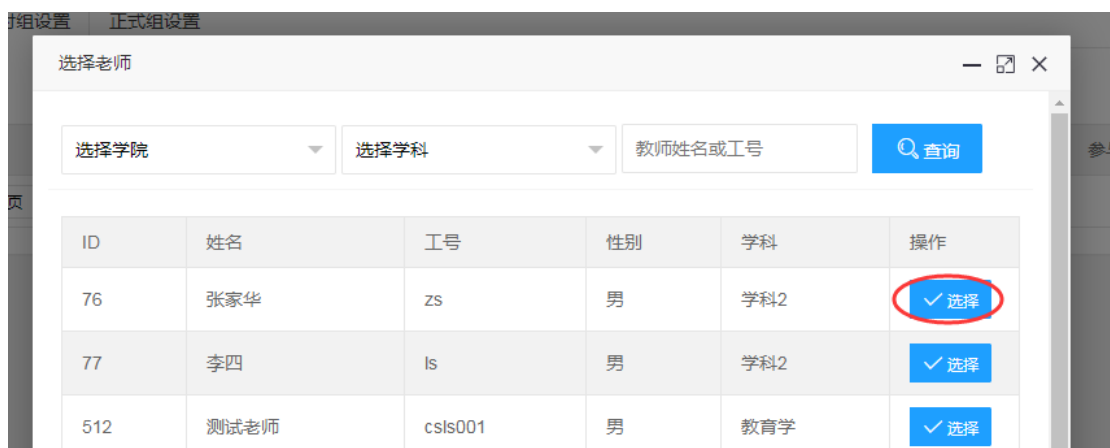 组设置 正式组设置
选择老师
选择学院 选择学科 教师姓名或工号 查询
参
页
ID 姓名 工号 性别 学科 操作
76 张家华 zs 男 学科2 选择
77 李四 ls 男 学科2 选择
512 测试老师 csls001 男 教育学 选择